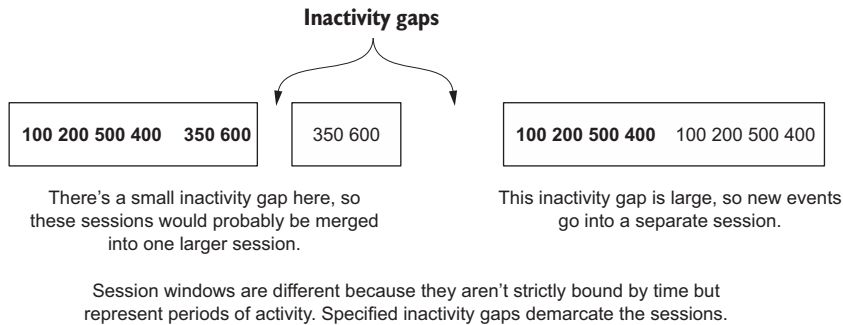 Inactivity gaps
100 200 500 400 350 600
350 600
100 200 500 400 100 200 500 400
There's a small inactivity gap here, so
these sessions would probably be merged
into one larger session.
This inactivity gap is large, so new events
go into a separate session.
Session windows are different because they aren't strictly bound by time but
represent periods of activity. Specified inactivity gaps demarcate the sessions.